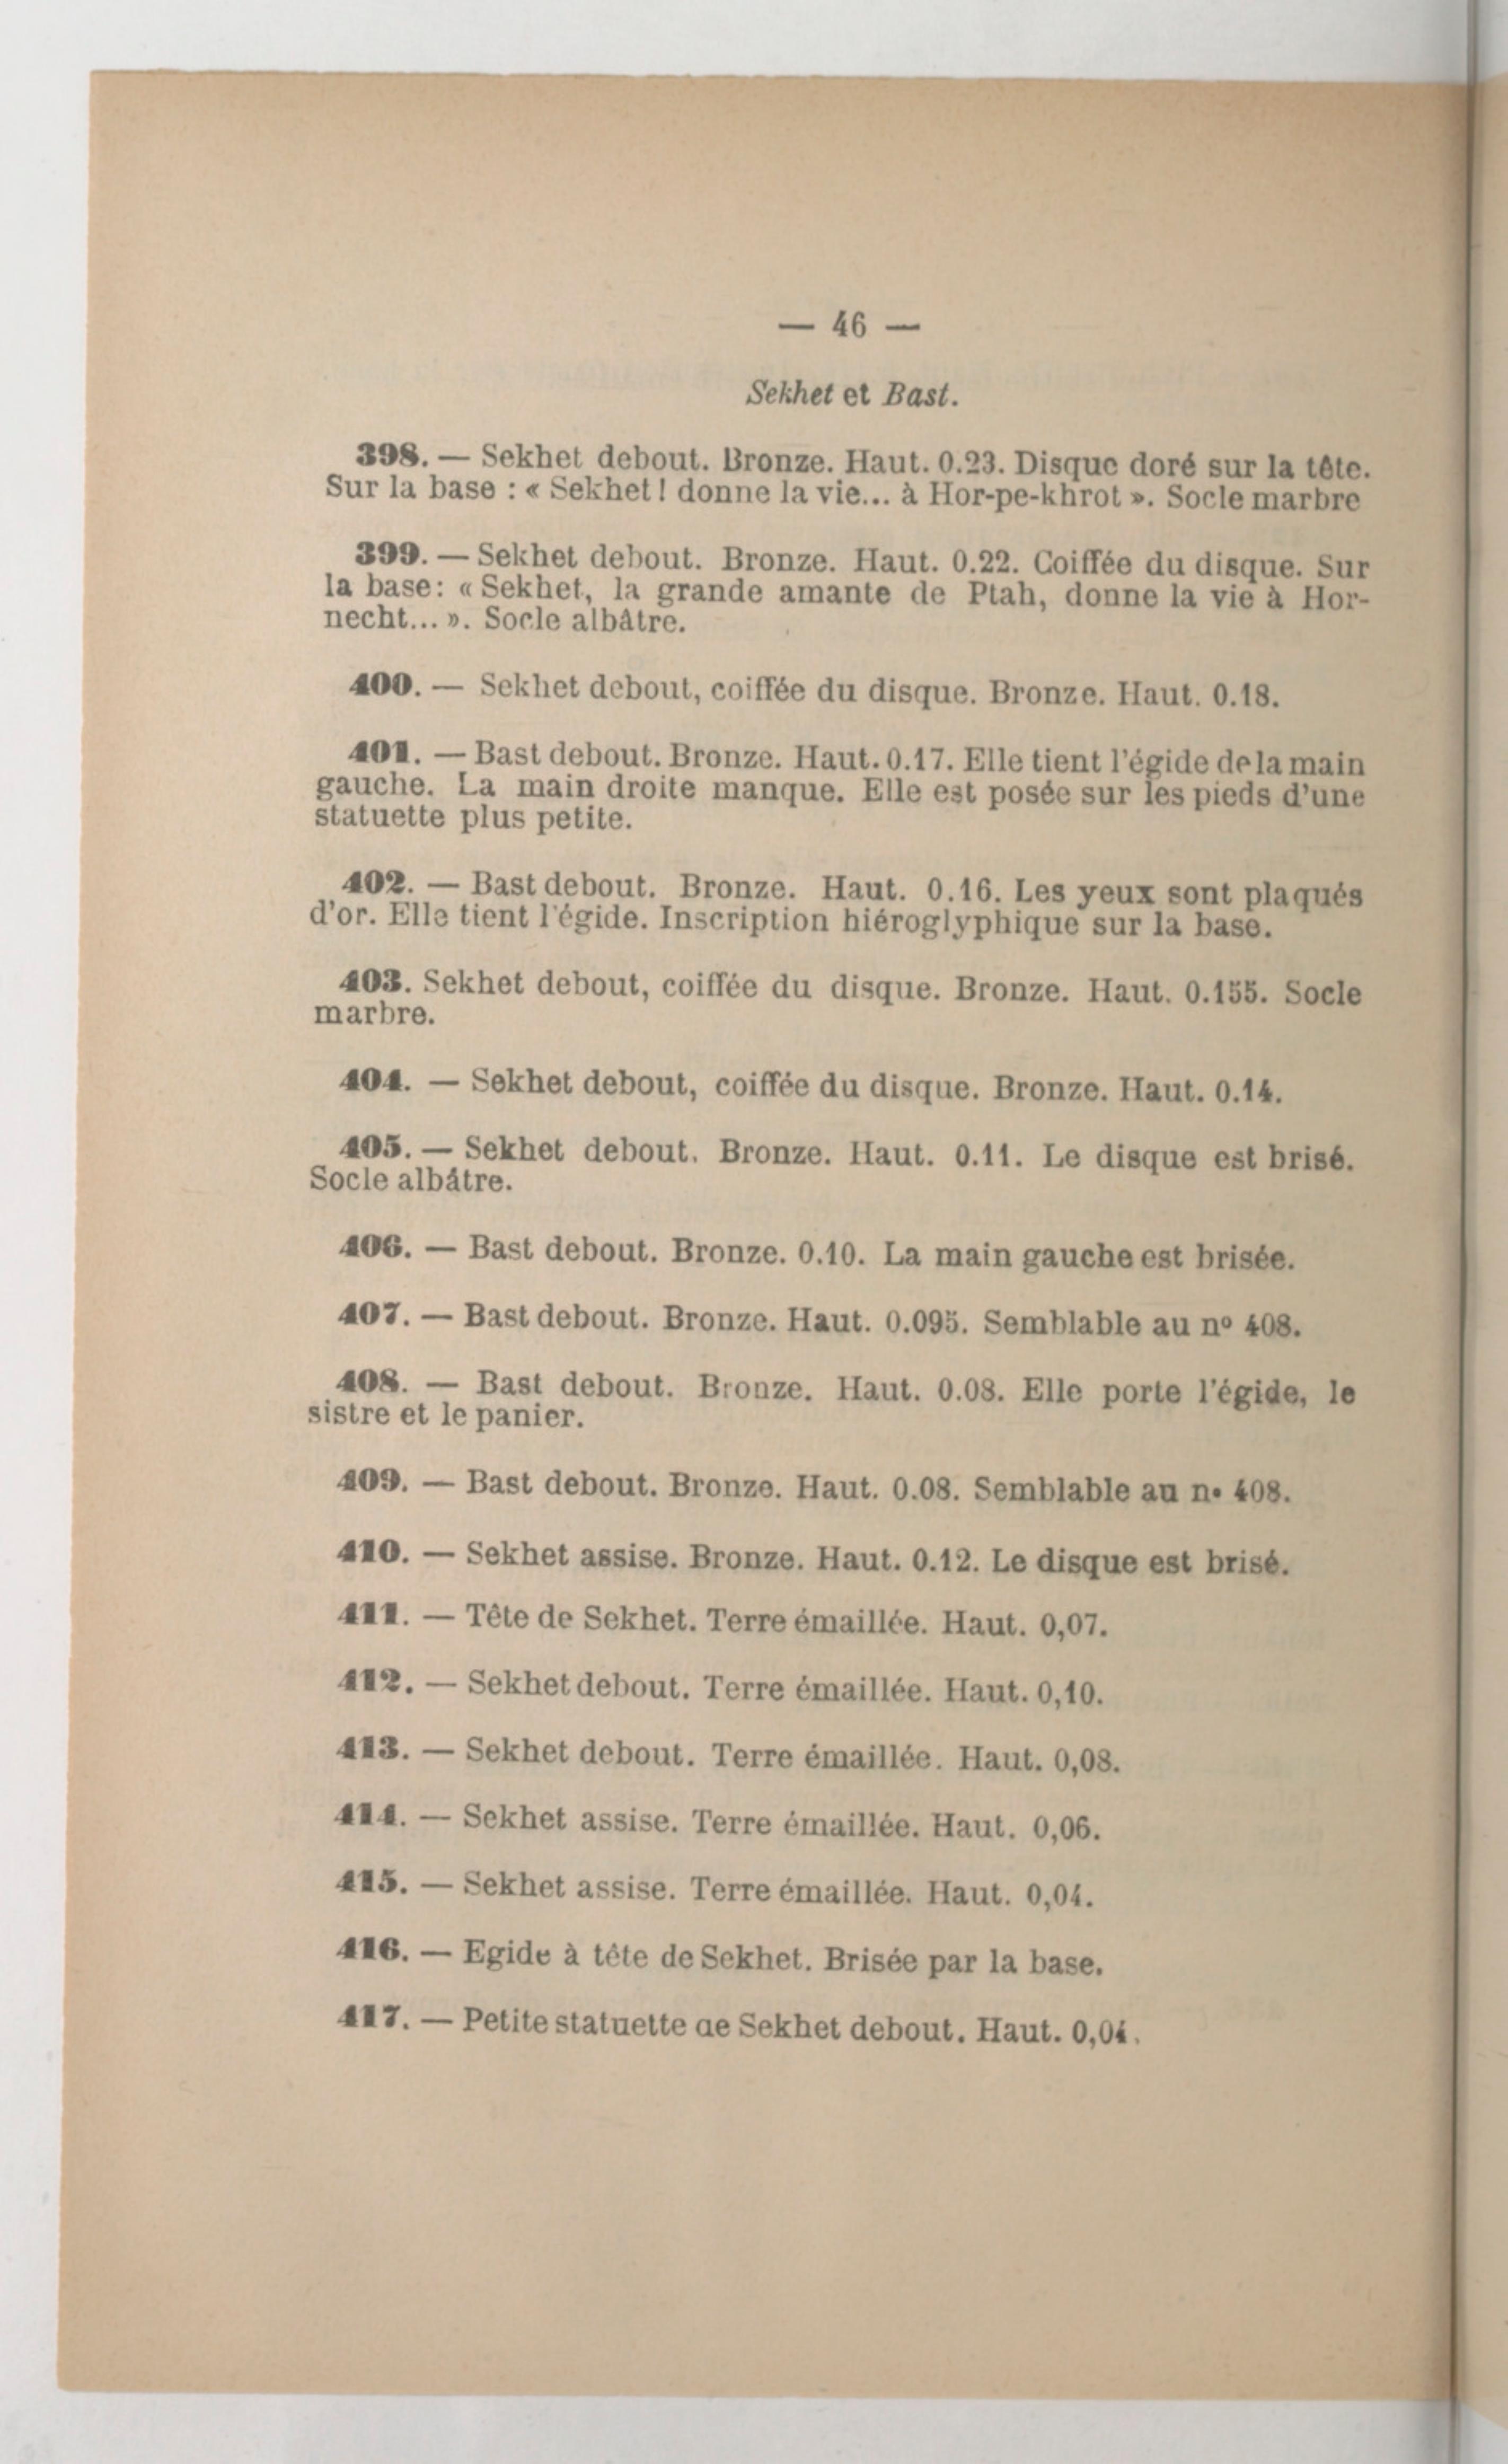 — 46 —
Sekhet et Bast.
398. — Sekhet debout. Bronze. Haut. 0.23. Disque doré sur la tête.
Sur la base : « Sekhet ! donne la vie... à Hor-pe-khrot ». Socle marbre
399. — Sekhet debout. Bronze. Haut. 0.22. Coiffée du disque. Sur
la base: « Sekhet, la grande amante de Ptah, donne la vie à Hor-
necht... ». Socle albâtre.
400. — Sekhet debout, coiffée du disque. Bronze. Haut. 0.18.
401. — Bast debout. Bronze. Haut. 0.17. Elle tient l'égide de la main
gauche. La main droite manque. Elle est posée sur les pieds d'une
statuette plus petite.
402. — Bast debout. Bronze. Haut. 0.16. Les yeux sont plaqués
d'or. Elle tient l'égide. Inscription hiéroglyphique sur la base.
403. Sekhet debout, coiffée du disque. Bronze. Haut. 0.155. Socle
marbre.
404. — Sekhet debout, coiffée du disque. Bronze. Haut. 0.14.
405. — Sekhet debout. Bronze. Haut. 0.11. Le disque est brisé.
Socle albâtre.
406. — Bast debout. Bronze. 0.10. La main gauche est brisée.
407. — Bast debout. Bronze. Haut. 0.095. Semblable au nº 408.
408. — Bast debout. Bronze. Haut. 0.08. Elle porte l'égide, le
sistre et le panier.
409. — Bast debout. Bronze. Haut. 0.08. Semblable au n• 408.
410. — Sekhet assise. Bronze. Haut. 0.12. Le disque est brisé.
411. — Tête de Sekhet. Terre émaillée. Haut. 0,07.
412. — Sekhet debout. Terre émaillée. Haut. 0,10.
413. — Sekhet debout. Terre émaillée. Haut. 0,08.
414. — Sekhet assise. Terre émaillée. Haut. 0,06.
415. — Sekhet assise. Terre émaillée. Haut. 0,04.
416. — Egide à tête de Sekhet. Brisée par la base.
417. — Petite statuette de Sekhet debout. Haut. 0,04.